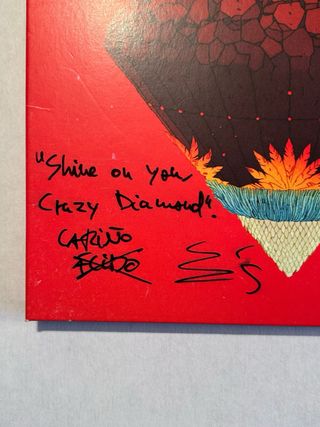 "Shine on you
Crazy Diamond".
CARIÑO